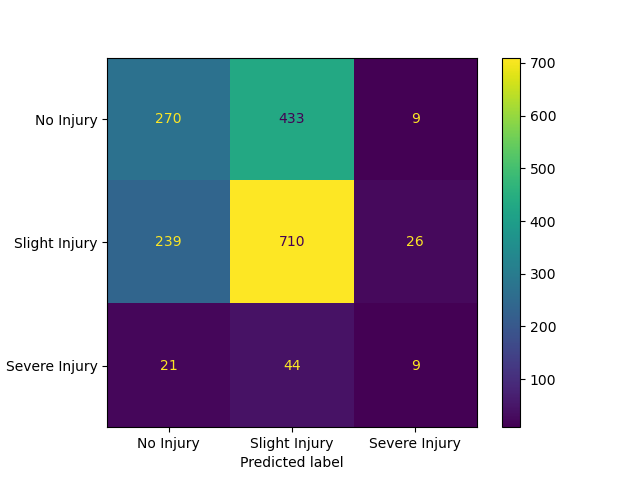 700
600
No Injury 270 433 9
500
400
Slight Injury 239 710 26
300
200
Severe Injury 21 44 9
100
No Injury Slight Injury Severe Injury
Predicted label